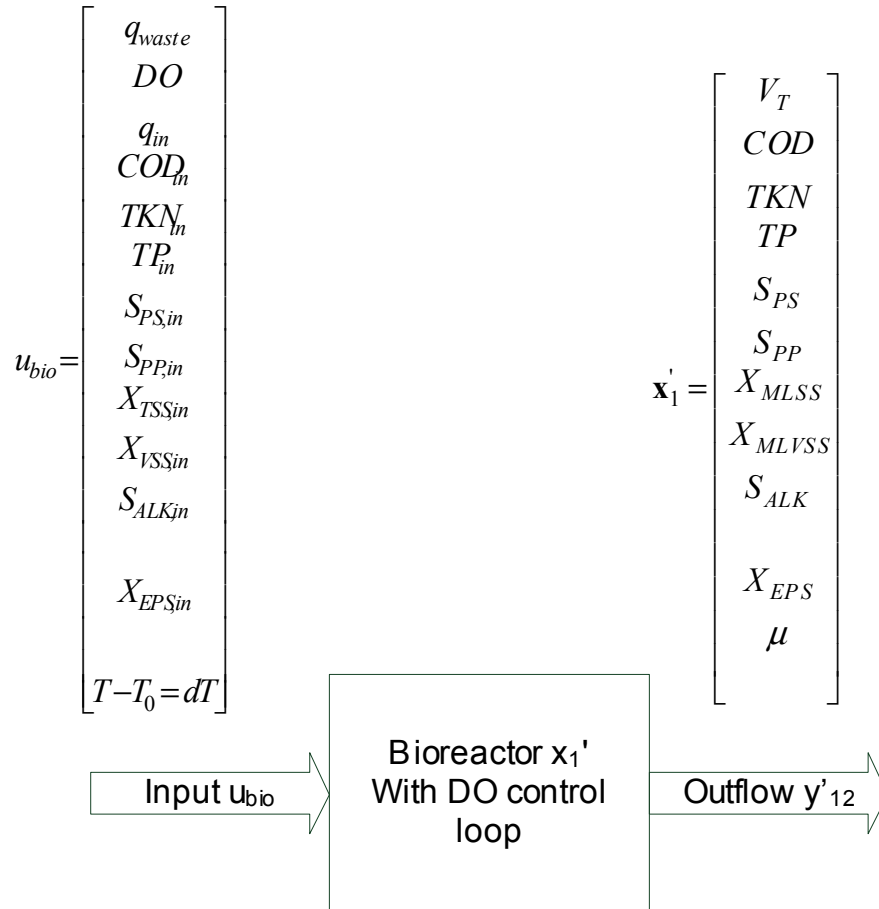 u_bio =
q_waste
DO
q_in
COD_in
TKN_in
TP_in
S_PS,in
S_PP,in
X_TSS,in
X_VSS,in
S_ALK,in
X_EPS,in
T−T_0=dT
x'_1 =
V_T
COD
TKN
TP
S_PS
S_PP
X_MLSS
X_MLVSS
S_ALK
X_EPS
μ
Input u_bio
Bioreactor x_1'
With DO control
loop
Outflow y'_12